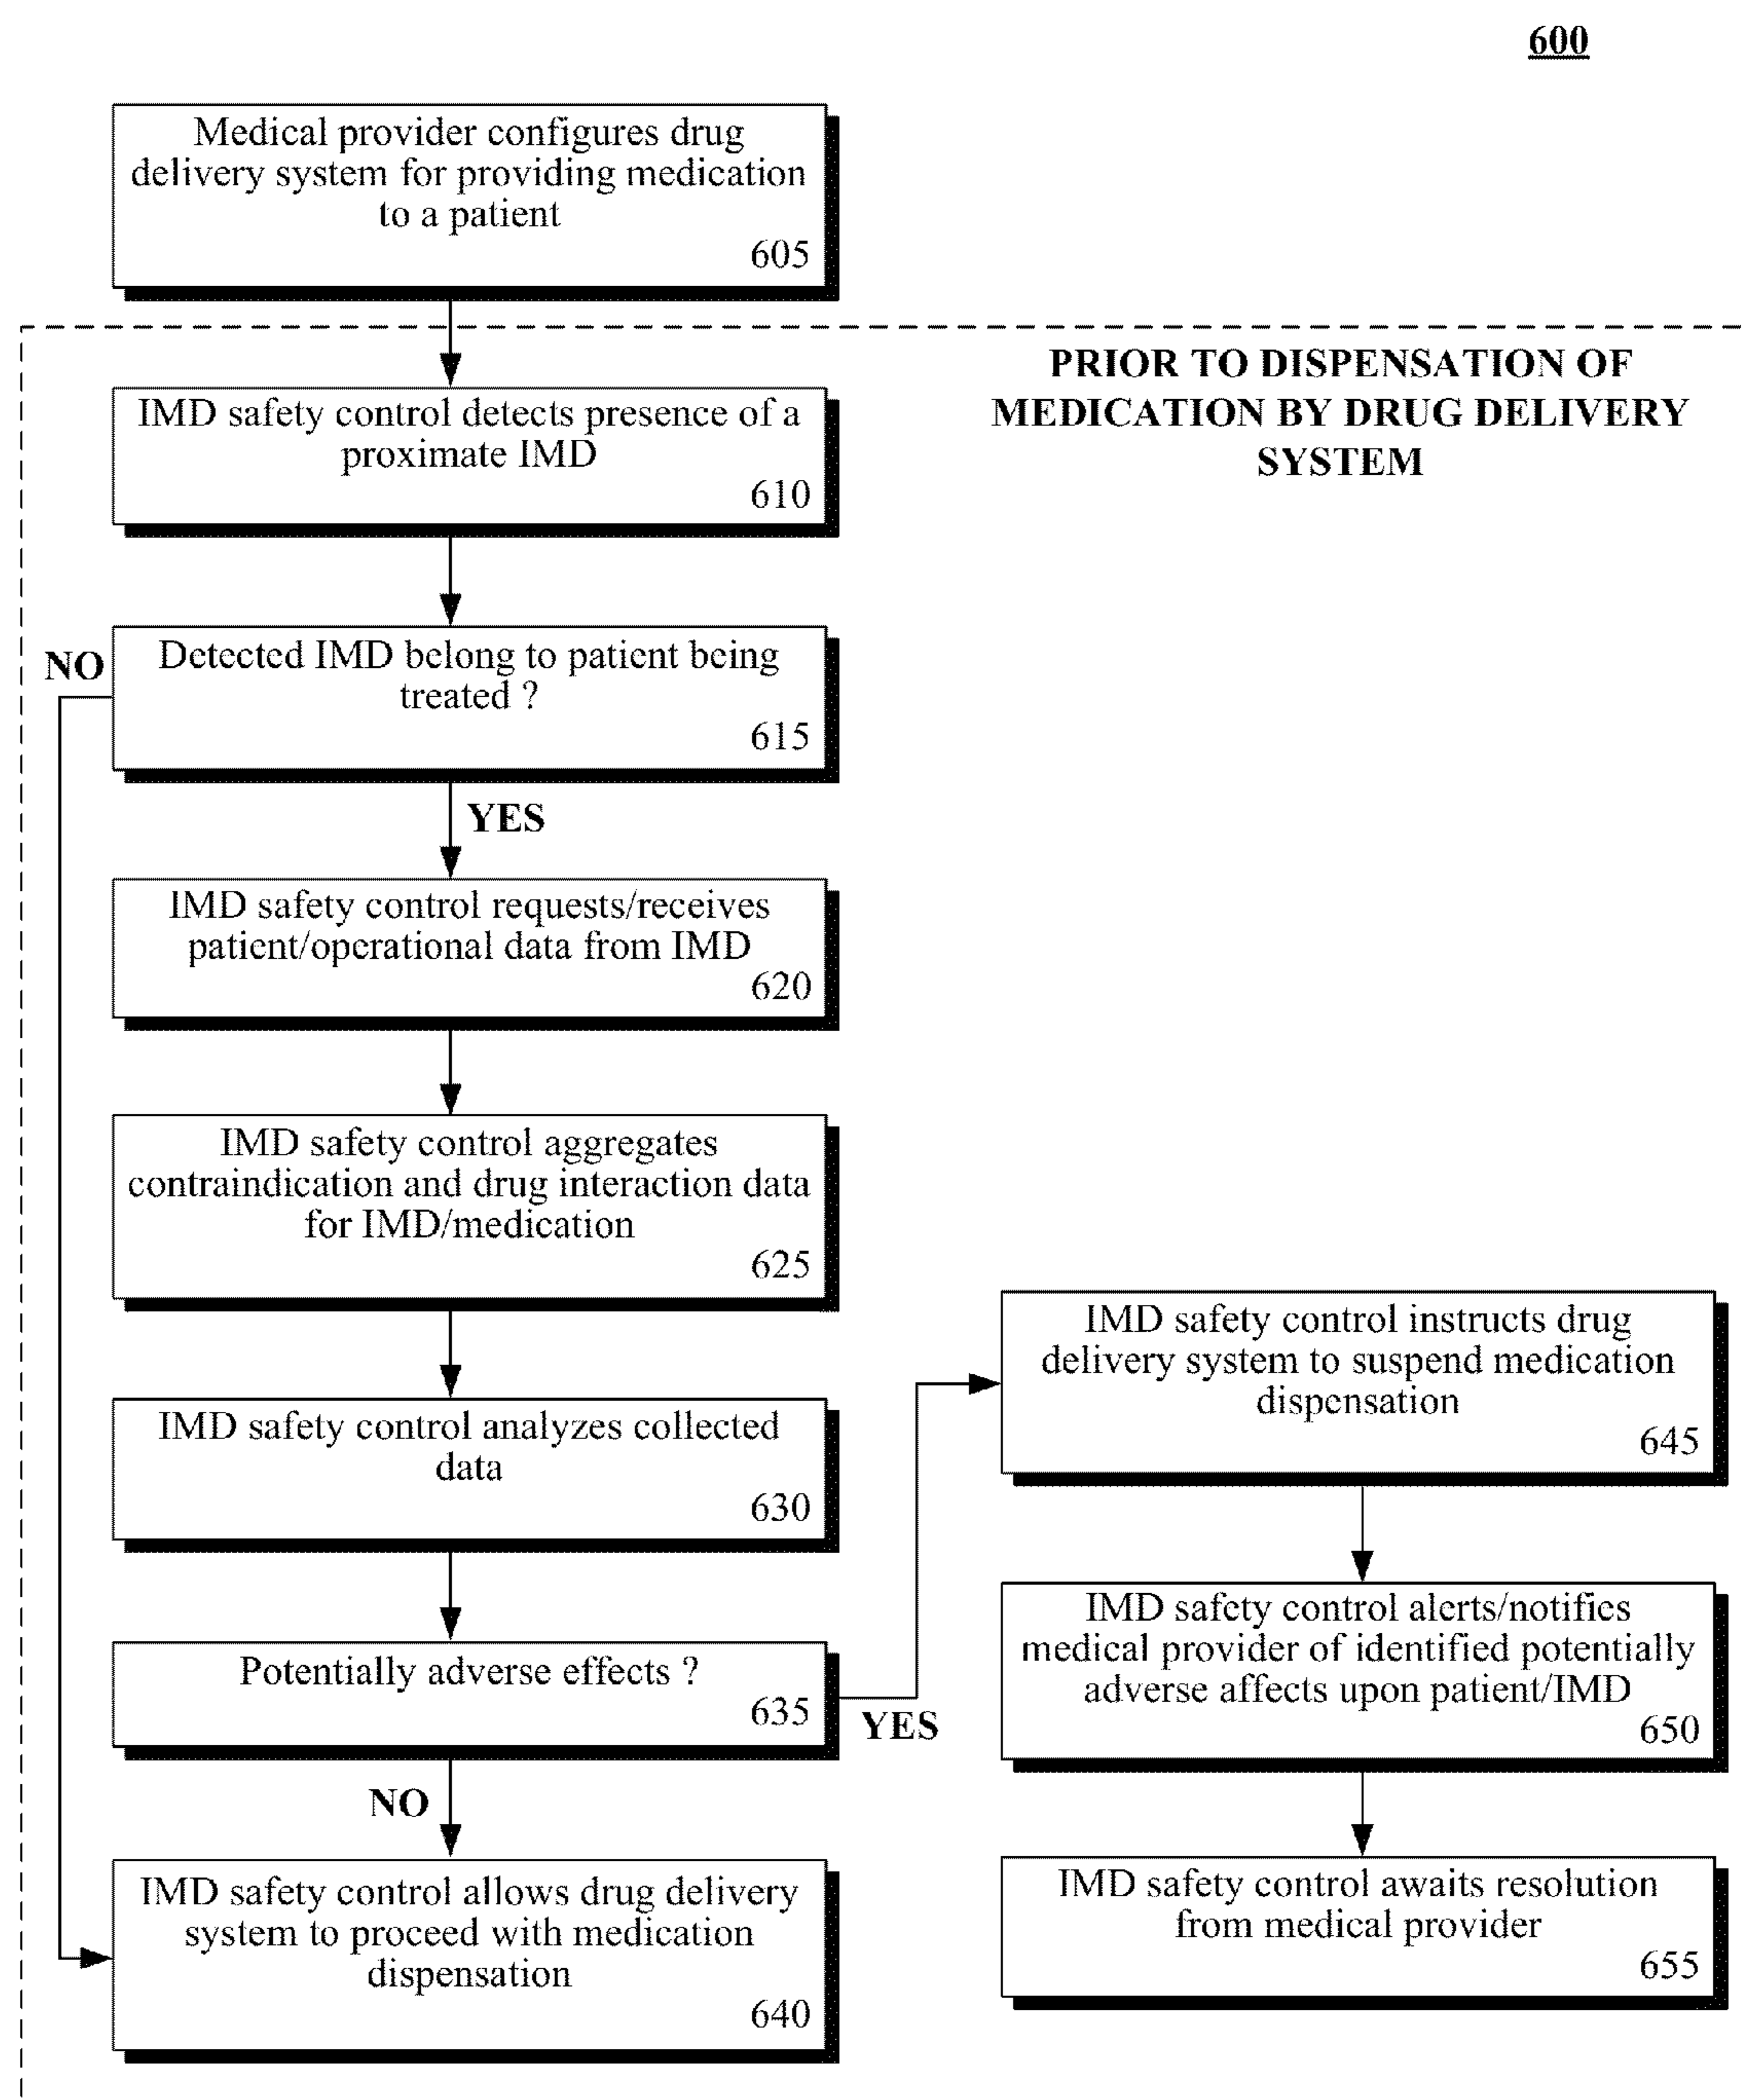 600
Medical provider configures drug
delivery system for providing medication
to a patient
605
PRIOR TO DISPENSATION OF
MEDICATION BY DRUG DELIVERY
SYSTEM
IMD safety control detects presence of a
proximate IMD
610
NO
Detected IMD belong to patient being
treated ?
615
YES
IMD safety control requests/receives
patient/operational data from IMD
620
IMD safety control aggregates
contraindication and drug interaction data
for IMD/medication
625
IMD safety control analyzes collected
data
630
Potentially adverse effects ?
635
YES
NO
IMD safety control allows drug delivery
system to proceed with medication
dispensation
640
IMD safety control instructs drug
delivery system to suspend medication
dispensation
645
IMD safety control alerts/notifies
medical provider of identified potentially
adverse affects upon patient/IMD
650
IMD safety control awaits resolution
from medical provider
655